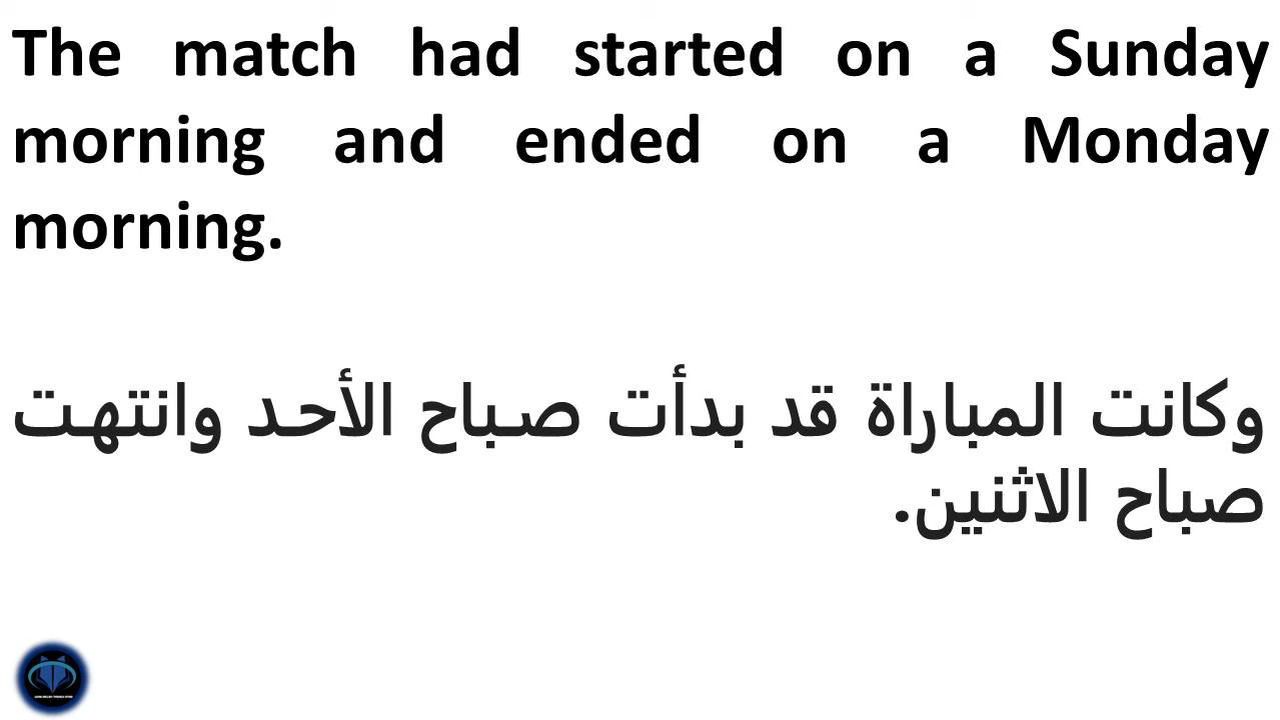 The match had started on a Sunday
morning and ended on a Monday
morning.
وكانت المباراة قد بدأت صباح الأحد وانتهت
صباح الاثنين.